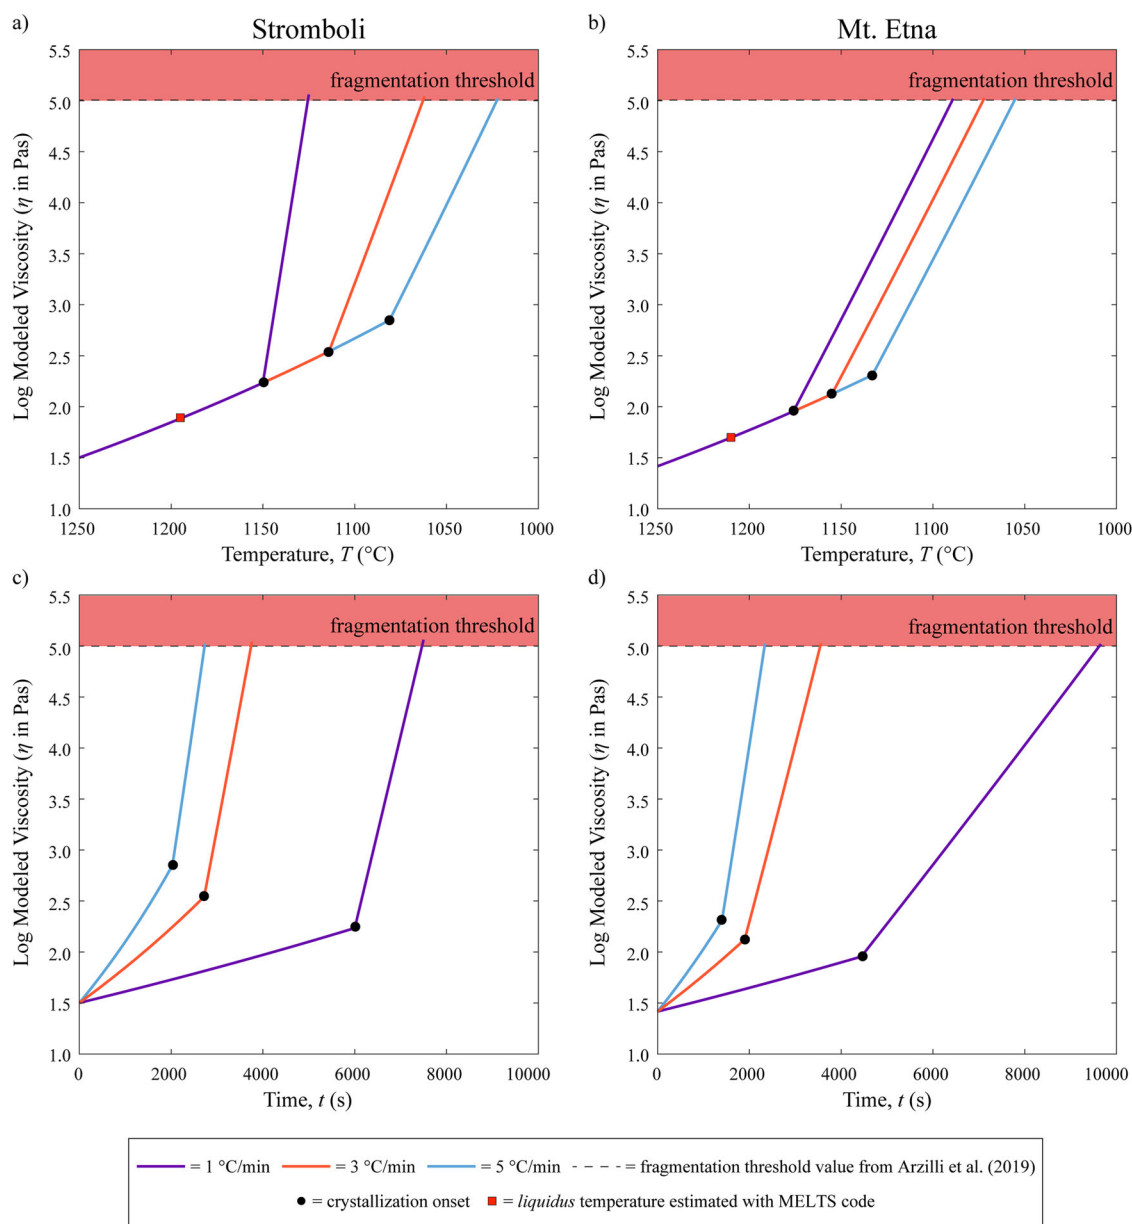 a) Stromboli
5.5
fragmentation threshold
5.0
4.5
4.0
3.5
3.0
2.5
2.0
1.5
1.0
Log Modeled Viscosity (η in Pas)
1250 1200 1150 1100 1050 1000
Temperature, T (°C)
b) Mt. Etna
5.5
fragmentation threshold
5.0
4.5
4.0
3.5
3.0
2.5
2.0
1.5
1.0
Log Modeled Viscosity (η in Pas)
1250 1200 1150 1100 1050 1000
Temperature, T (°C)
c)
5.5
fragmentation threshold
5.0
4.5
4.0
3.5
3.0
2.5
2.0
1.5
1.0
Log Modeled Viscosity (η in Pas)
0 2000 4000 6000 8000 10000
Time, t (s)
d)
5.5
fragmentation threshold
5.0
4.5
4.0
3.5
3.0
2.5
2.0
1.5
1.0
Log Modeled Viscosity (η in Pas)
0 2000 4000 6000 8000 10000
Time, t (s)
= 1 °C/min = 3 °C/min = 5 °C/min = fragmentation threshold value from Arzilli et al. (2019)
= crystallization onset = liquidus temperature estimated with MELTS code